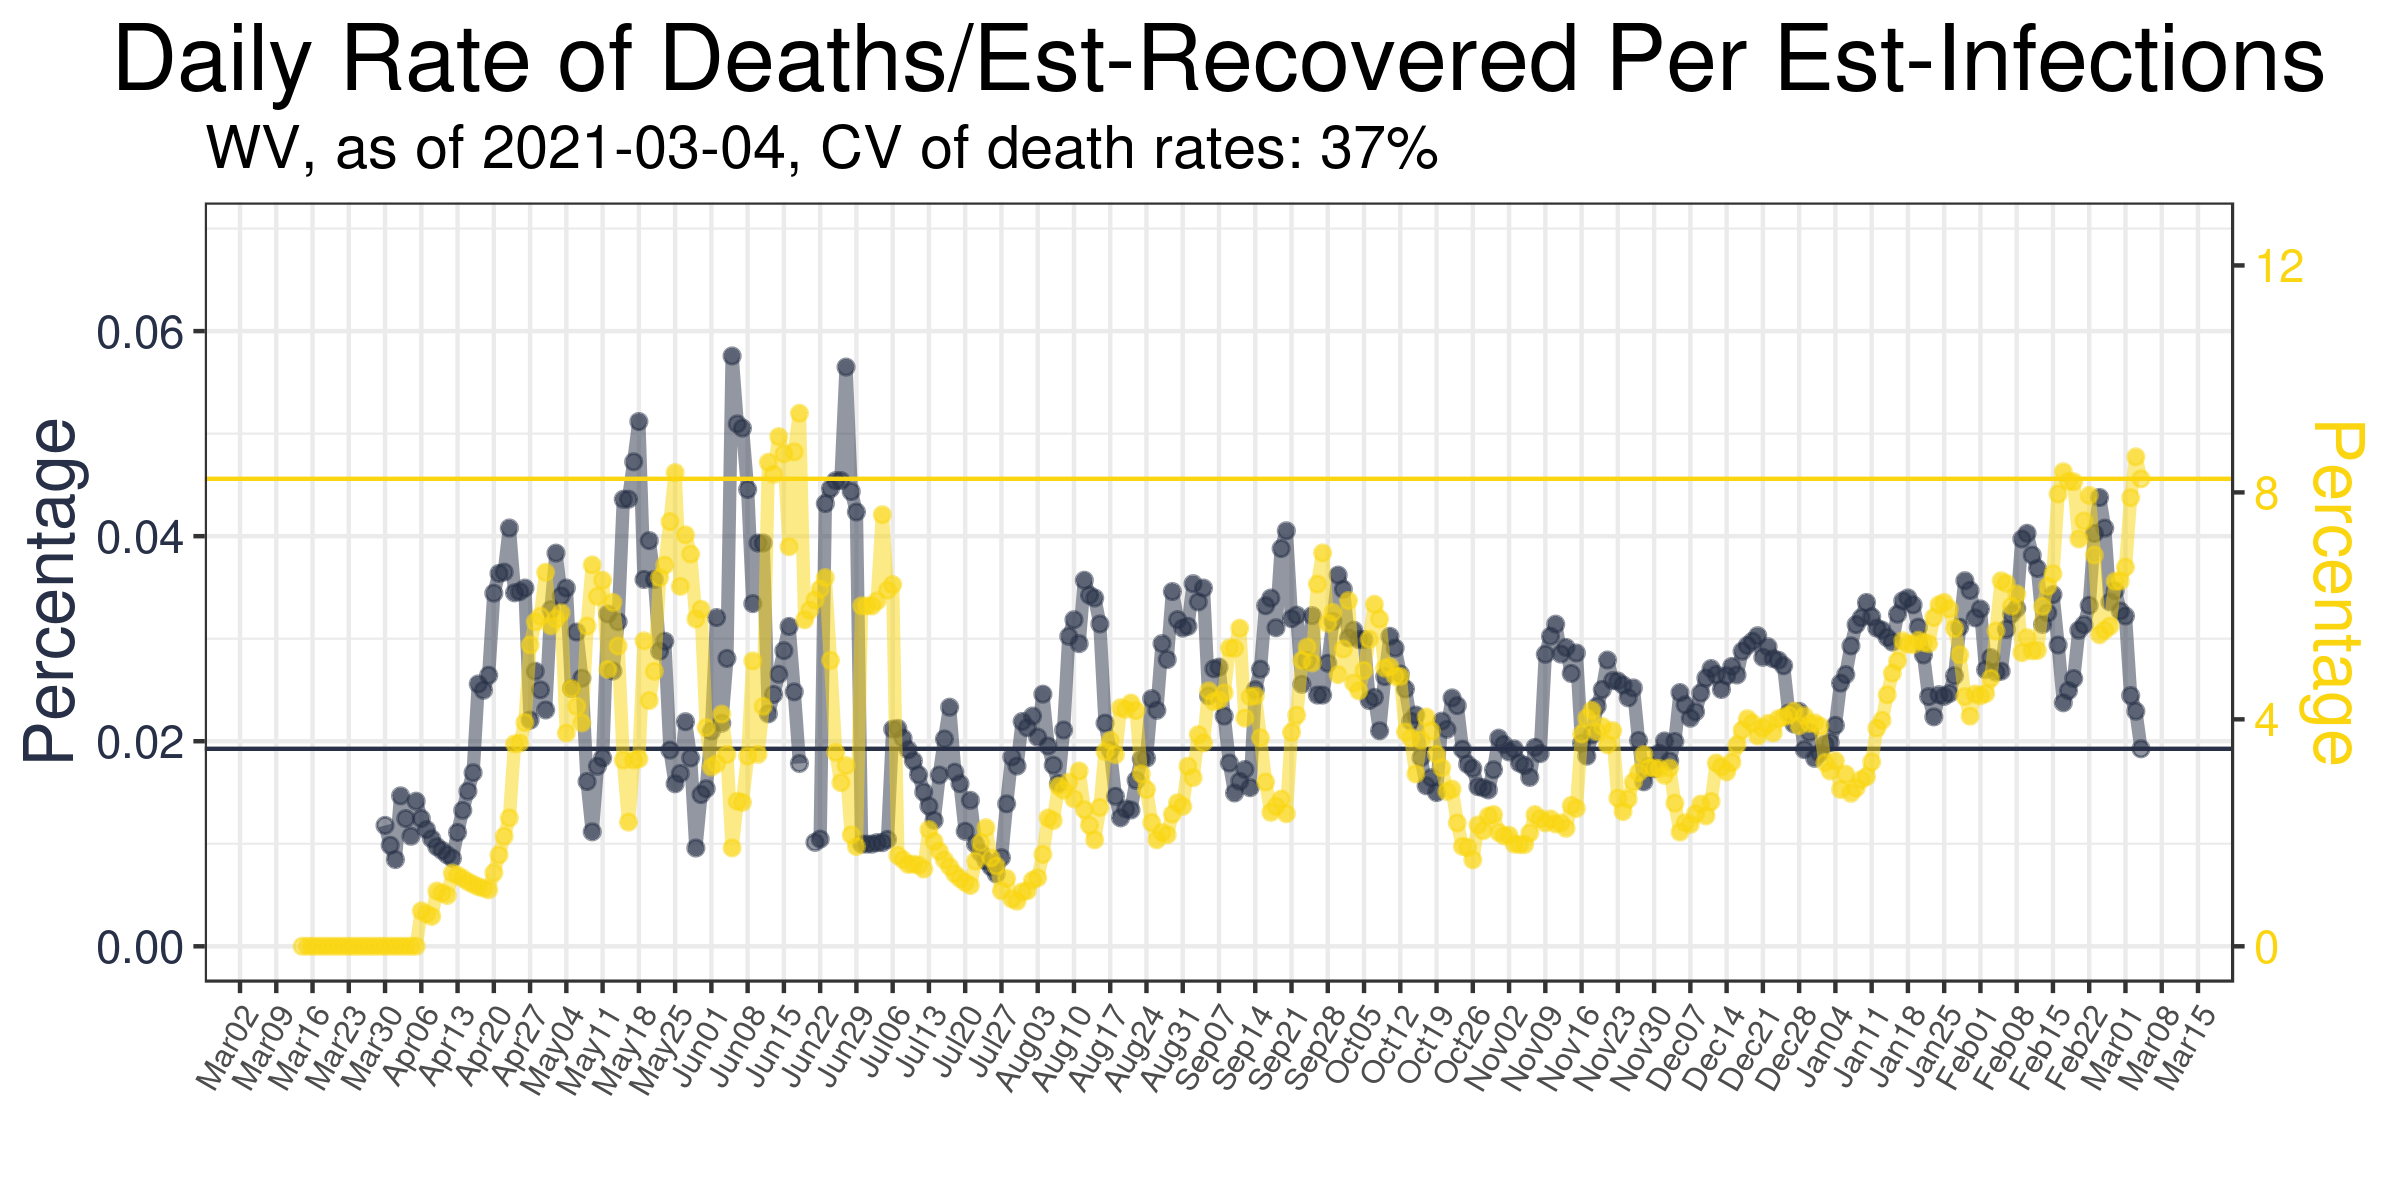 Daily Rate of Deaths/Est-Recovered Per Est-Infections
WV, as of 2021-03-04, CV of death rates: 37%
Percentage
0.06
0.04
0.02
0.00
12
8
4
0
Percentage
Mar02
Mar09
Mar16
Mar23
Mar30
Apr06
Apr13
Apr20
Apr27
May04
May11
May18
May25
Jun01
Jun08
Jun15
Jun22
Jun29
Jul06
Jul13
Jul20
Jul27
Aug03
Aug10
Aug17
Aug24
Aug31
Sep07
Sep14
Sep21
Sep28
Oct05
Oct12
Oct19
Oct26
Nov02
Nov09
Nov16
Nov23
Nov30
Dec07
Dec14
Dec21
Dec28
Jan04
Jan11
Jan18
Jan25
Feb01
Feb08
Feb15
Feb22
Mar01
Mar08
Mar15